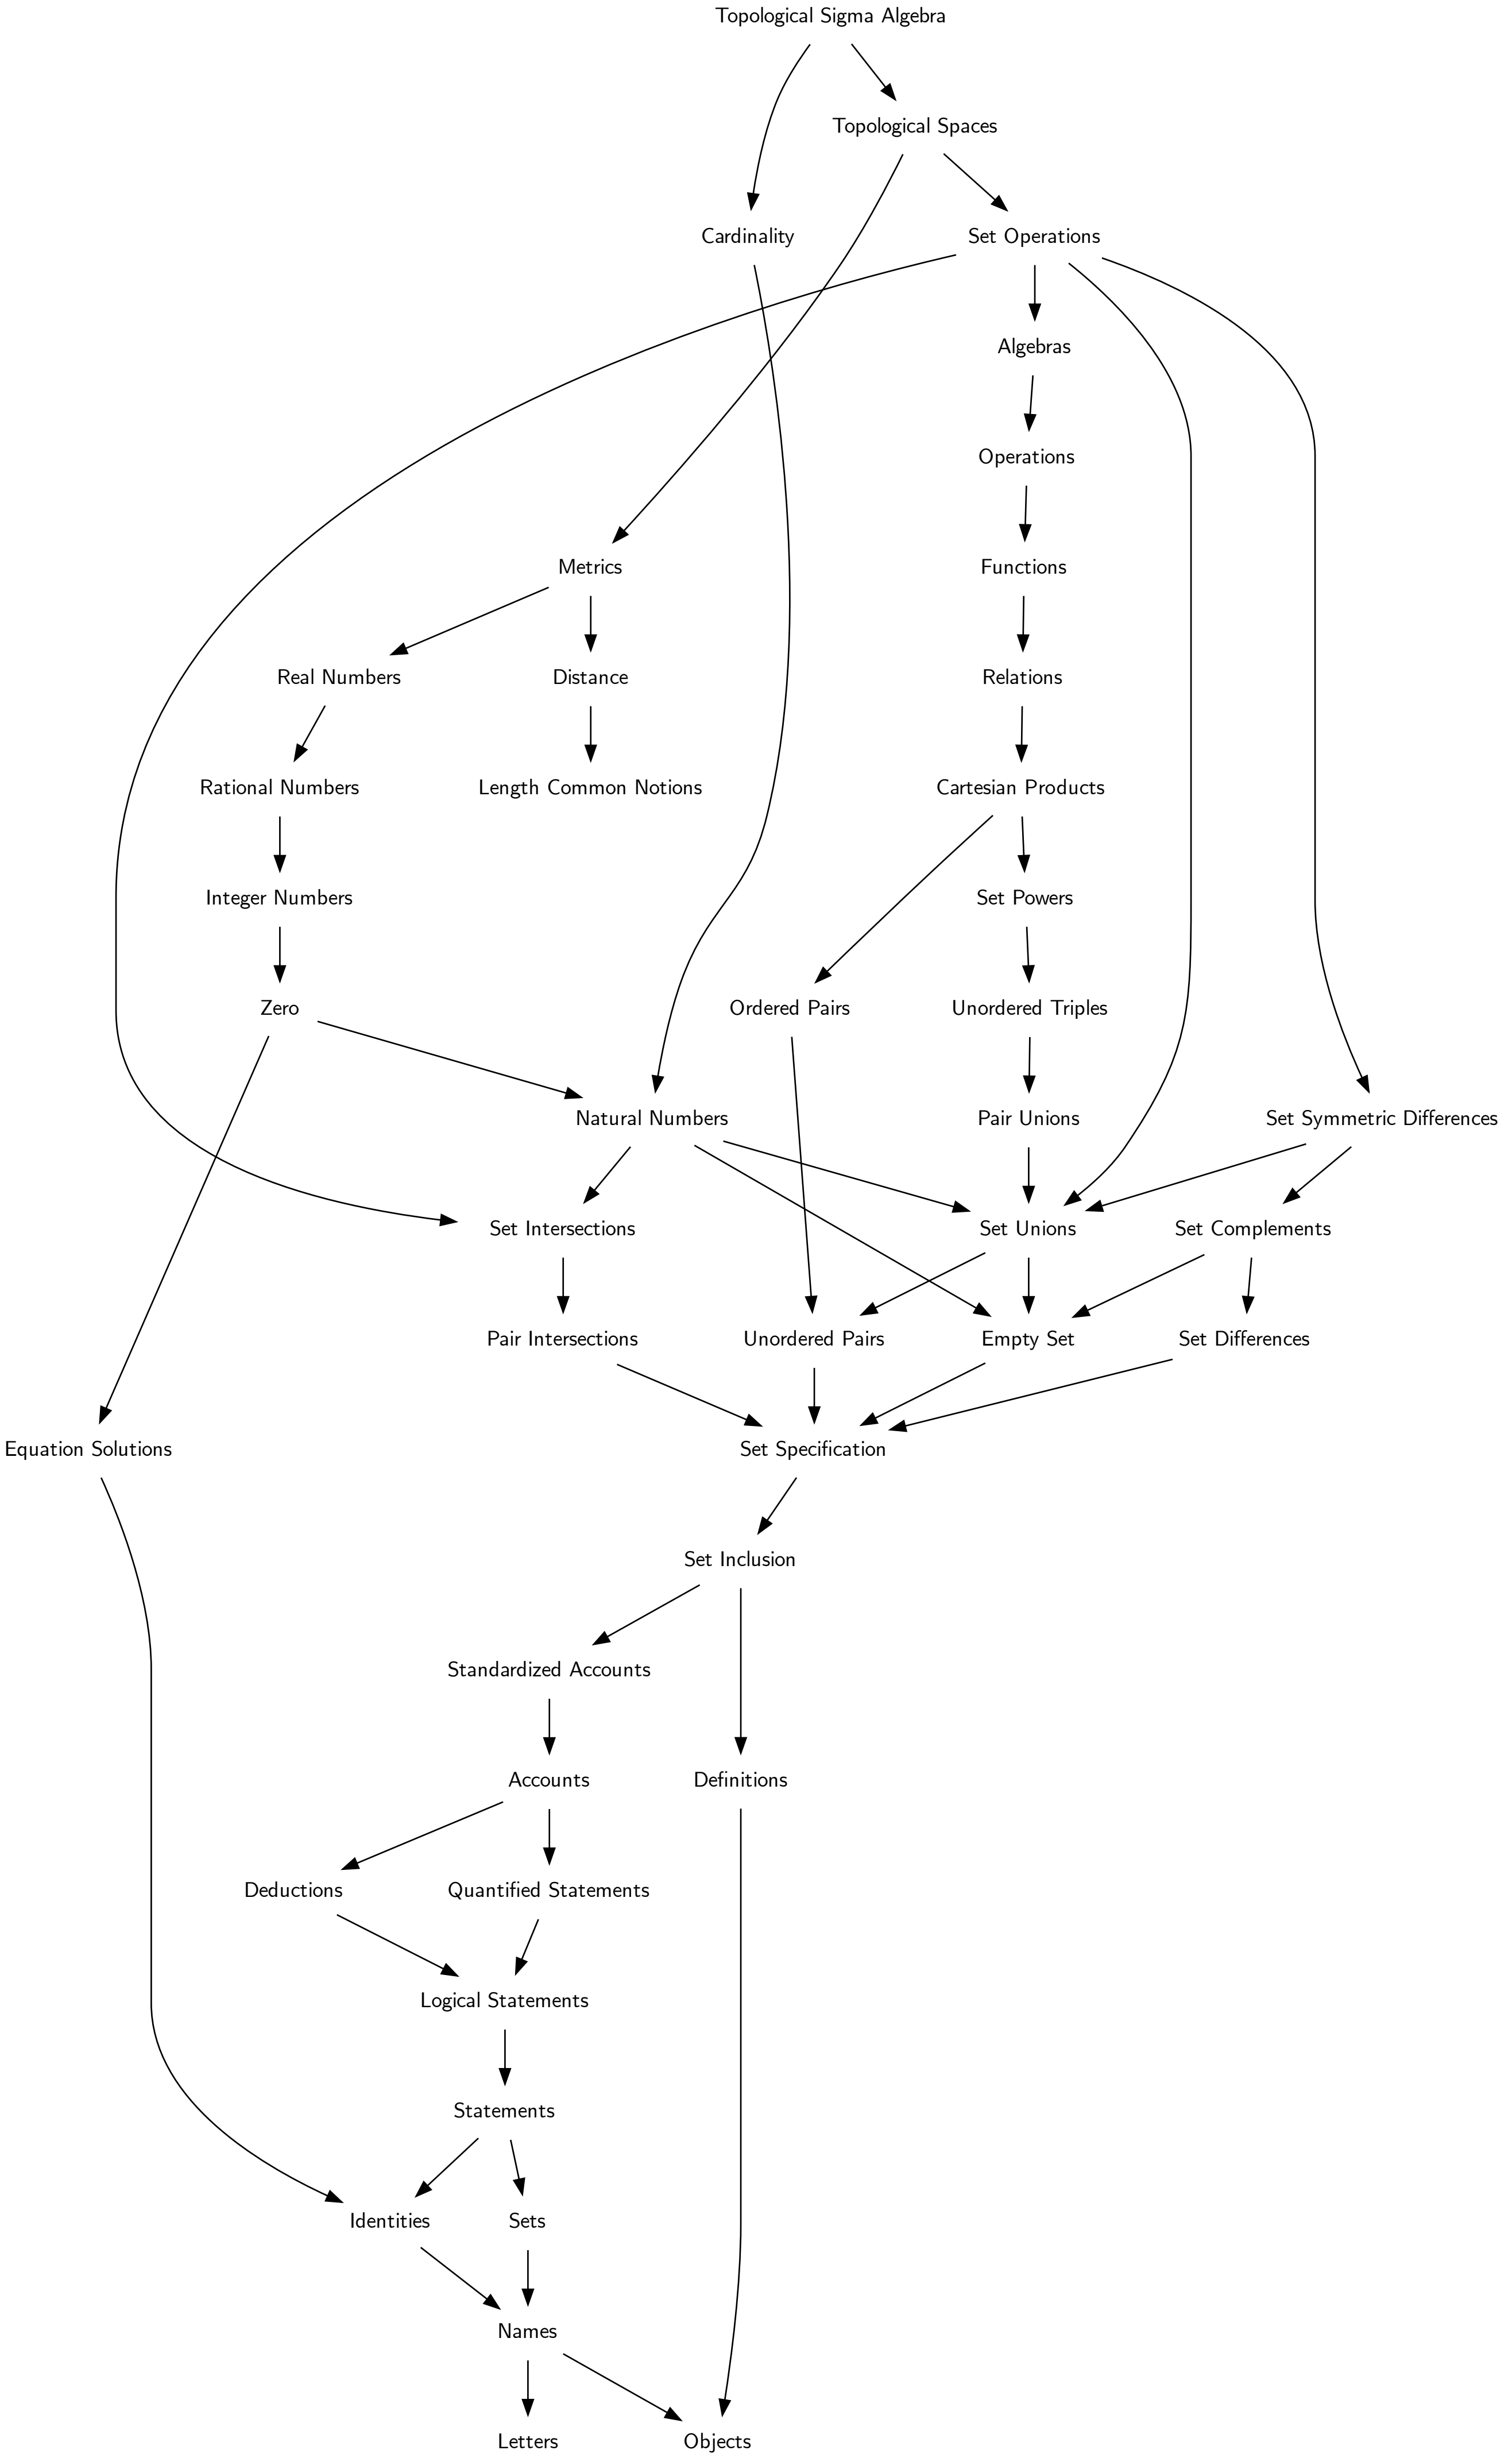 Topological Sigma Algebra
Topological Spaces
Cardinality
Set Operations
Algebras
Operations
Metrics
Functions
Real Numbers
Distance
Relations
Rational Numbers
Length Common Notions
Cartesian Products
Integer Numbers
Set Powers
Zero
Ordered Pairs
Unordered Triples
Natural Numbers
Pair Unions
Set Symmetric Differences
Set Intersections
Set Unions
Set Complements
Pair Intersections
Unordered Pairs
Empty Set
Set Differences
Equation Solutions
Set Specification
Set Inclusion
Standardized Accounts
Accounts
Definitions
Deductions
Quantified Statements
Logical Statements
Statements
Identities
Sets
Names
Letters
Objects